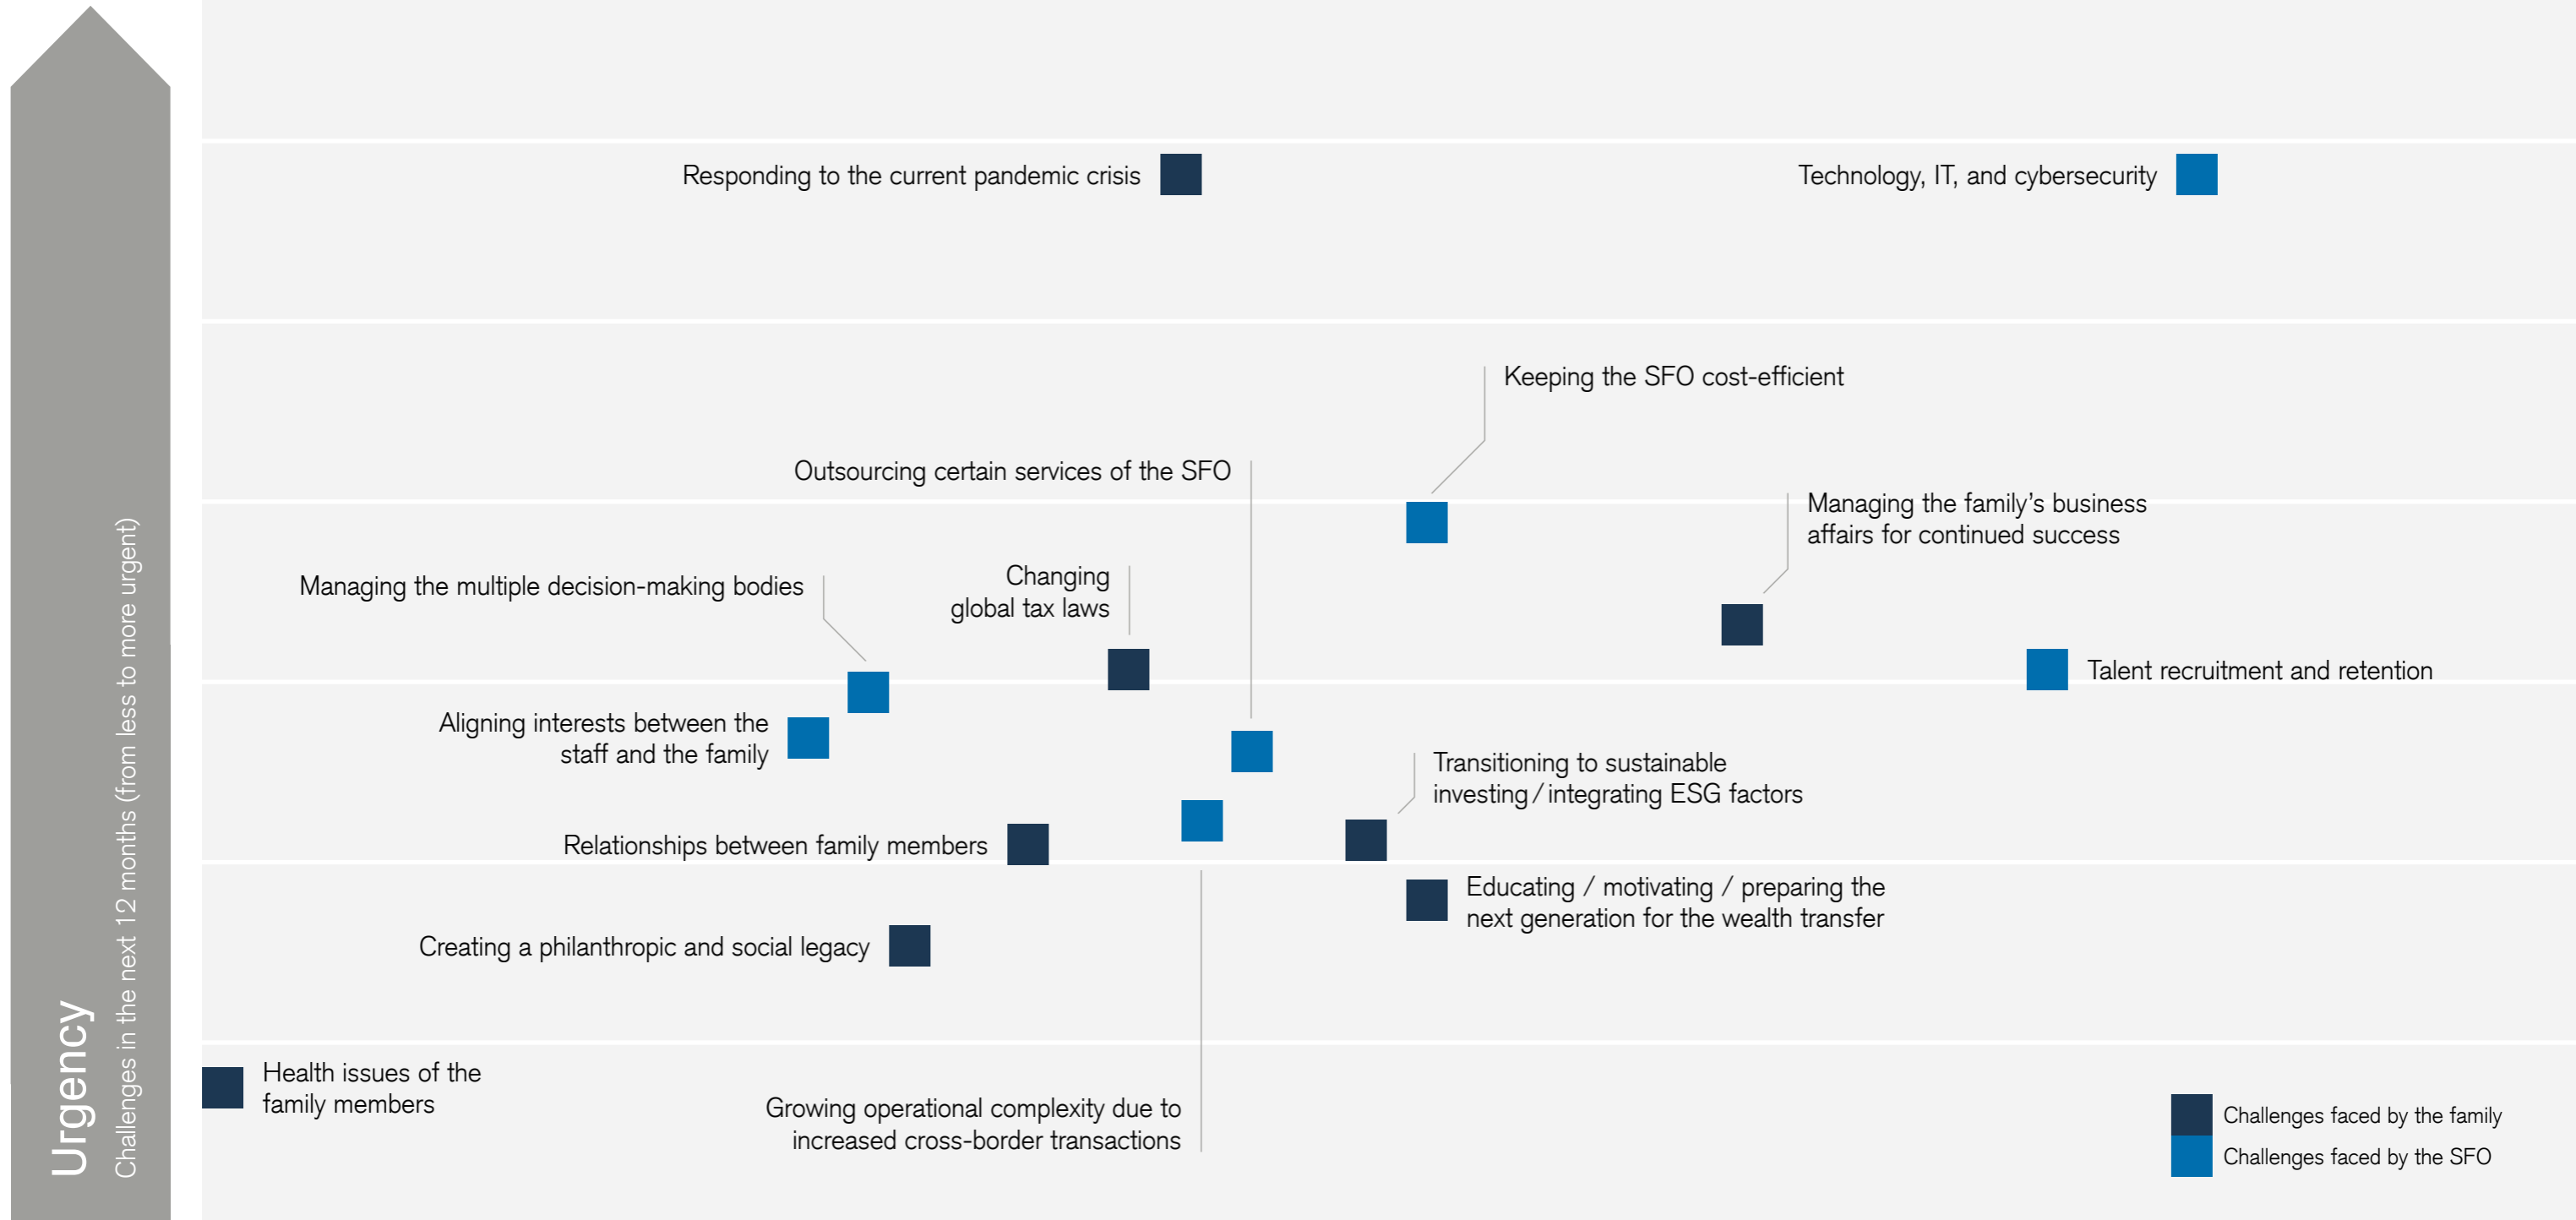 Urgency
Challenges in the next 12 months (from less to more urgent)
Responding to the current pandemic crisis
Technology, IT, and cybersecurity
Keeping the SFO cost-efficient
Outsourcing certain services of the SFO
Managing the family’s business
affairs for continued success
Managing the multiple decision-making bodies
Changing
global tax laws
Talent recruitment and retention
Aligning interests between the
staff and the family
Transitioning to sustainable
investing / integrating ESG factors
Relationships between family members
Educating / motivating / preparing the
next generation for the wealth transfer
Creating a philanthropic and social legacy
Health issues of the
family members
Growing operational complexity due to
increased cross-border transactions
Challenges faced by the family
Challenges faced by the SFO